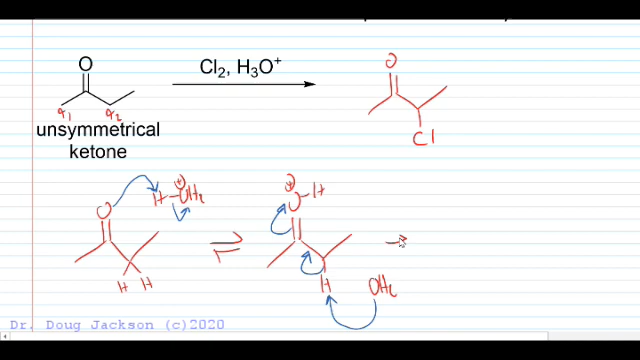 O
Cl2, H3O+
O
α1 α2
Cl
unsymmetrical
ketone
H-OH2
+
O
H H
+
O-H
H
OH2
Dr. Doug Jackson (c)2020